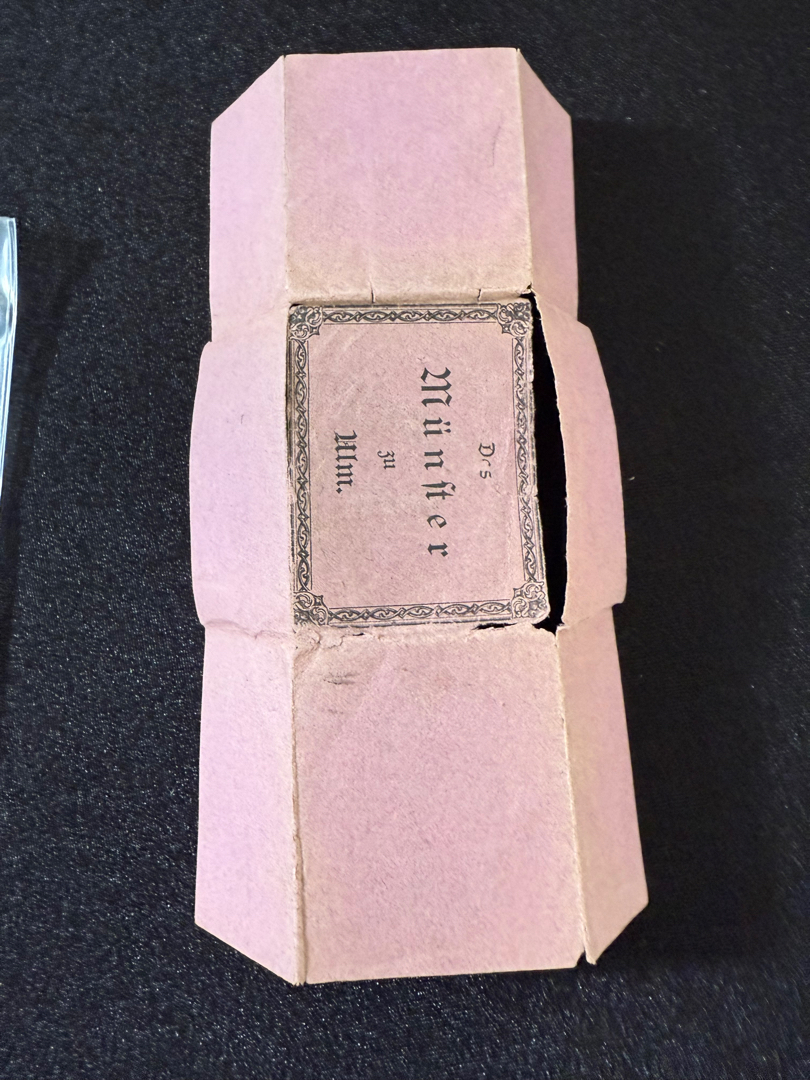 Das
Münster
zu
Ulm.